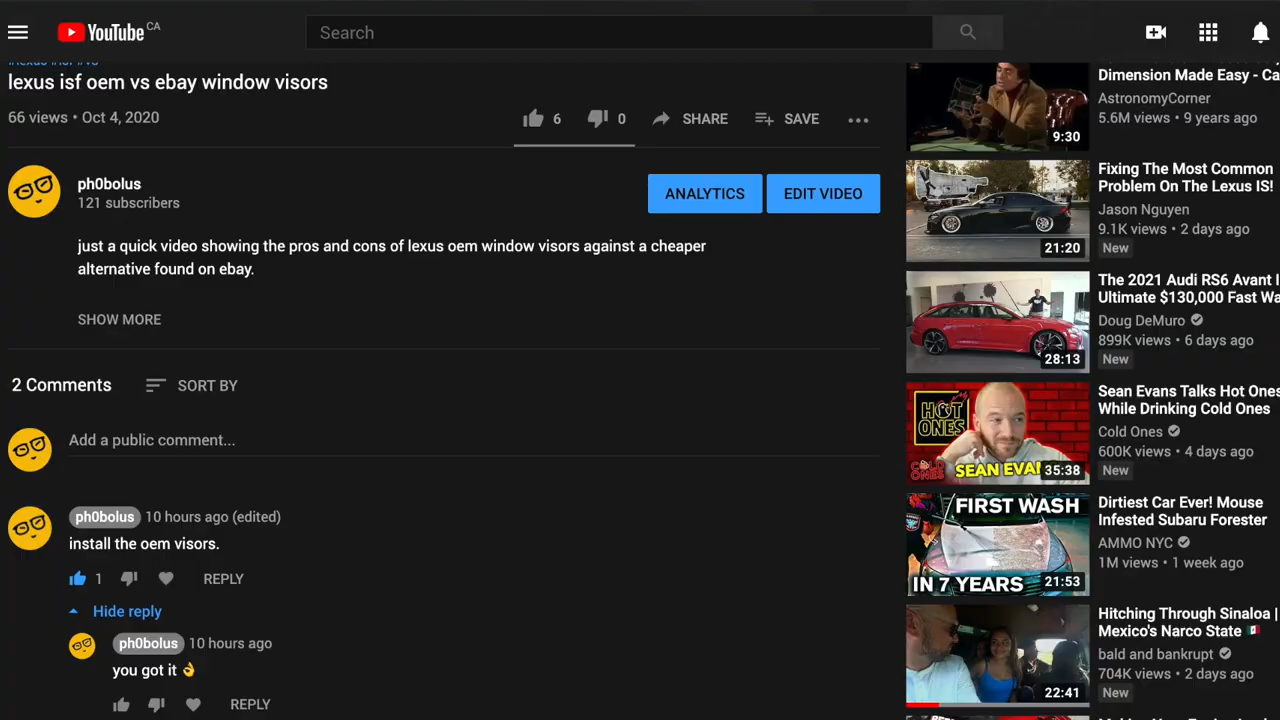 YouTube CA
Search
lexus isf oem vs ebay window visors
66 views • Oct 4, 2020
6
0
SHARE
SAVE
ph0bolus
121 subscribers
ANALYTICS
EDIT VIDEO
just a quick video showing the pros and cons of lexus oem window visors against a cheaper
alternative found on ebay.
SHOW MORE
2 Comments
SORT BY
Add a public comment...
ph0bolus 10 hours ago (edited)
install the oem visors.
1
REPLY
Hide reply
ph0bolus 10 hours ago
you got it 👌
REPLY
9:30
Dimension Made Easy - Ca
AstronomyCorner
5.6M views • 9 years ago
21:20
Fixing The Most Common
Problem On The Lexus IS!
Jason Nguyen
9.1K views • 2 days ago
New
28:13
The 2021 Audi RS6 Avant I
Ultimate $130,000 Fast Wa
Doug DeMuro
899K views • 6 days ago
New
HOT
ONES
COLD
ONES
SEAN EVAN
35:38
Sean Evans Talks Hot Ones
While Drinking Cold Ones
Cold Ones
600K views • 4 days ago
New
FIRST WASH
IN 7 YEARS
21:53
Dirtiest Car Ever! Mouse
Infested Subaru Forester
AMMO NYC
1M views • 1 week ago
22:41
Hitching Through Sinaloa |
Mexico's Narco State 🇲🇽
bald and bankrupt
704K views • 2 days ago
New